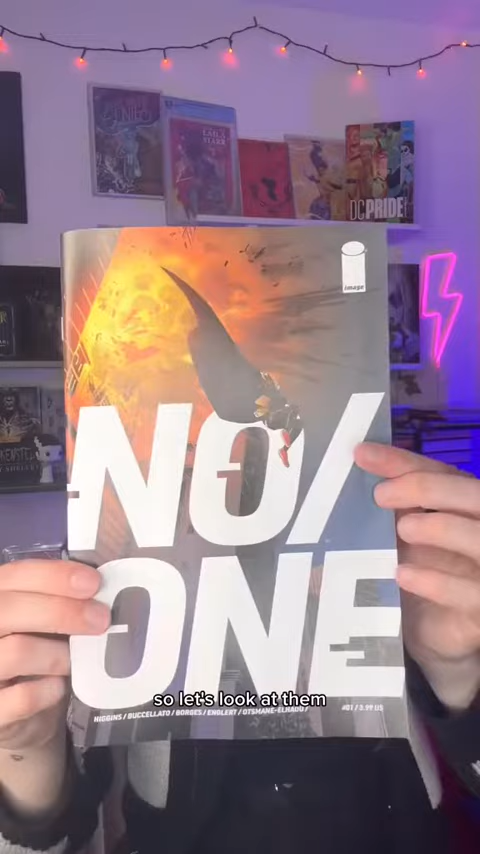 DC PRIDE
image
NO/
ONE
so let's look at them
HIGGINS / BUCCELLATO / BORGES / ENGLERT / OTSMANE-ELHAOU /
#01 / 3.99 US